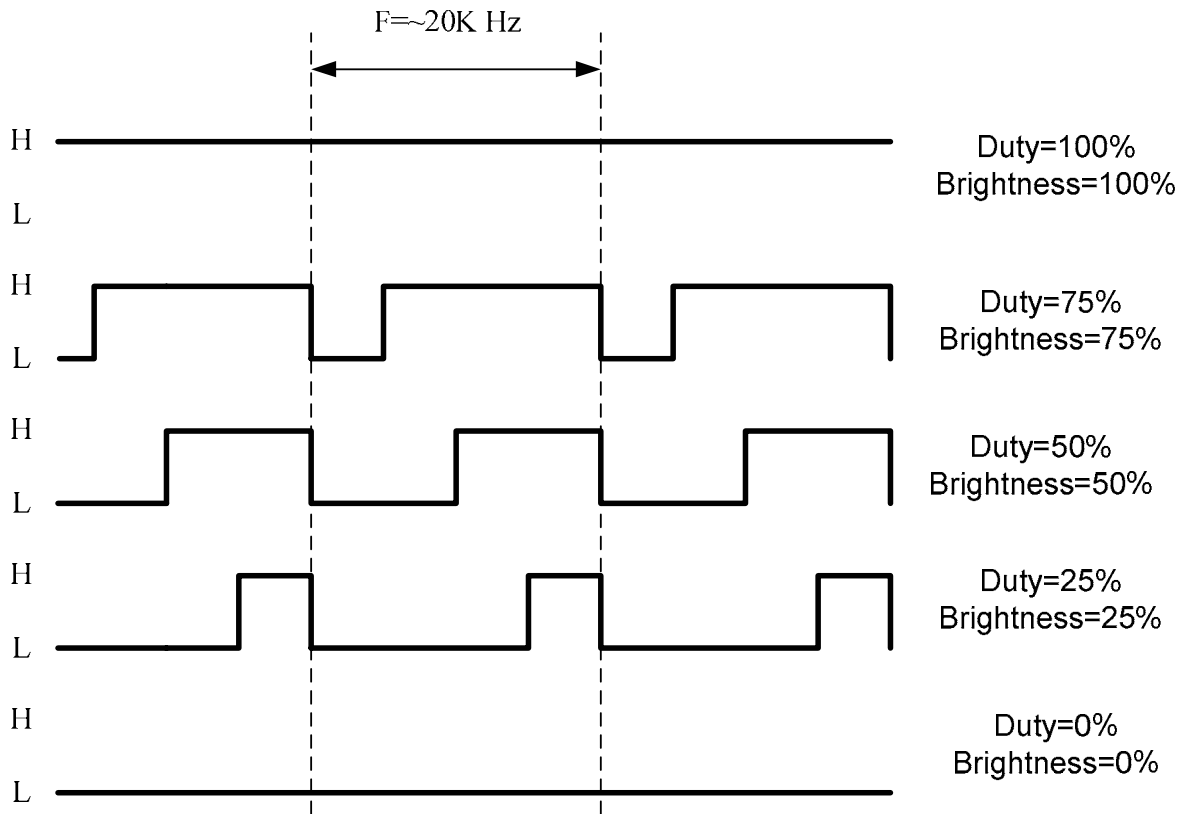 F=~20K Hz
H
Duty=100%
Brightness=100%
L
H
Duty=75%
Brightness=75%
L
H
Duty=50%
Brightness=50%
L
H
Duty=25%
Brightness=25%
L
H
Duty=0%
Brightness=0%
L